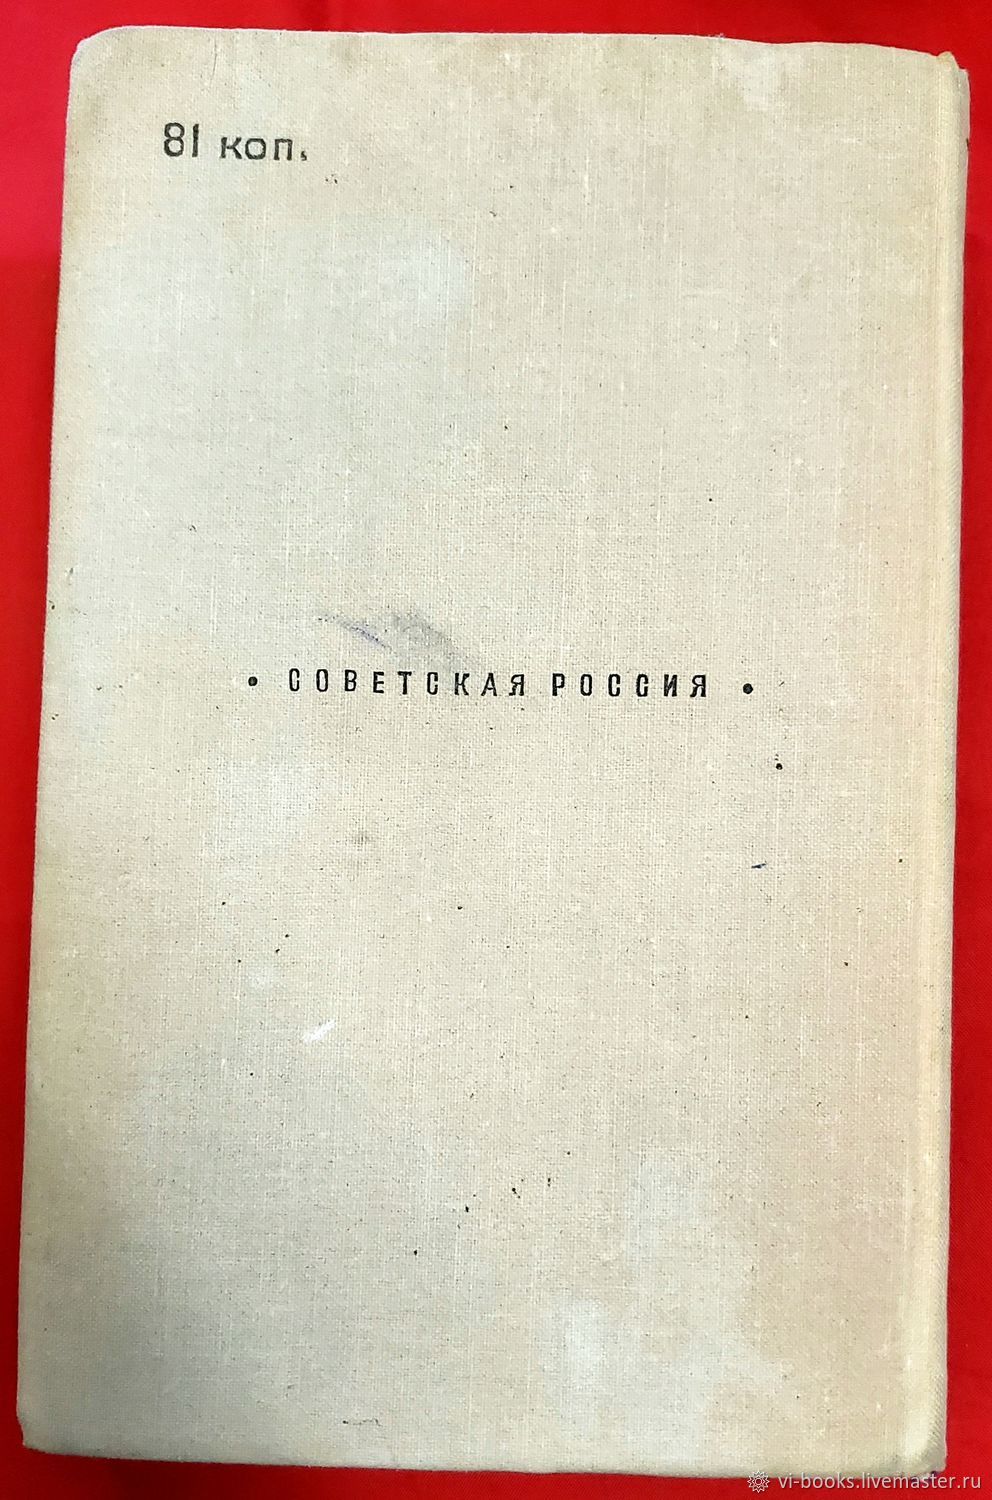 81 коп.
• СОВЕТСКАЯ РОССИЯ •
vi-books.livemaster.ru